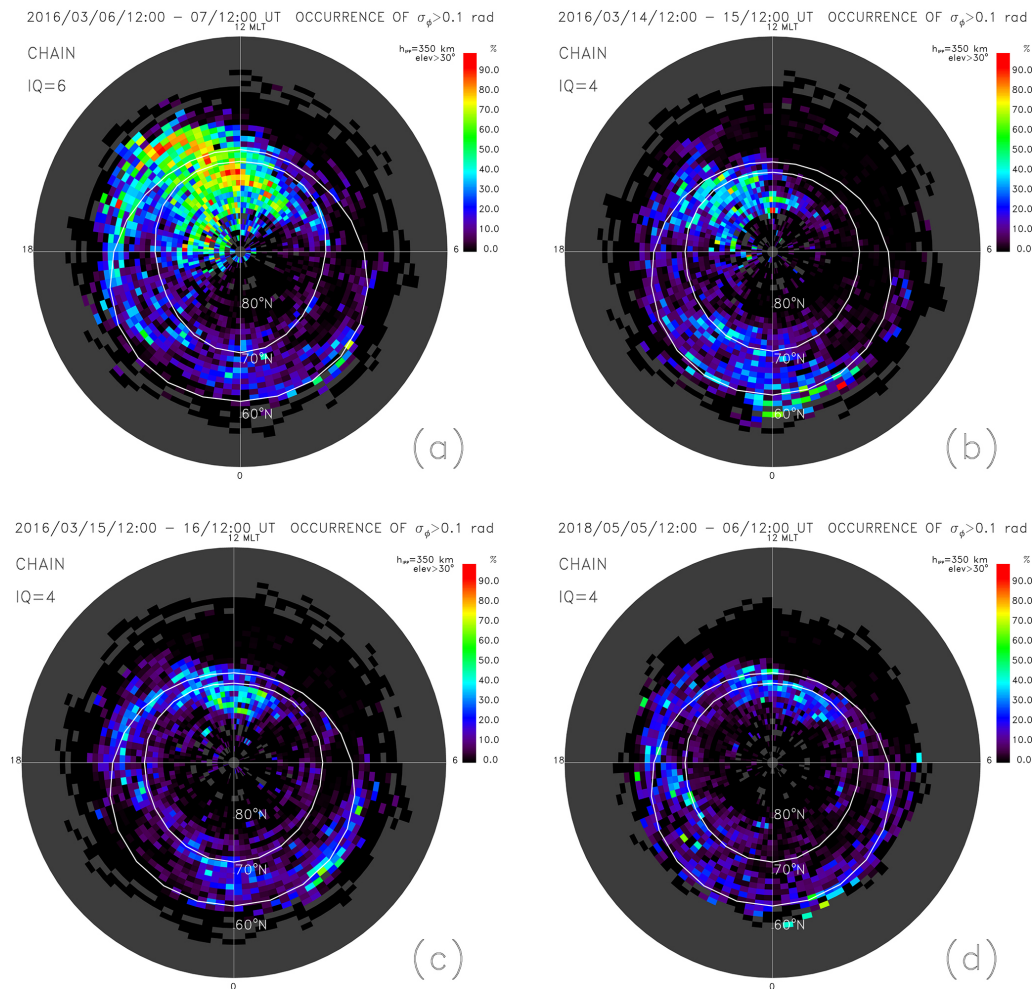 2016/03/06/12:00 – 07/12:00 UT OCCURRENCE OF σφ>0.1 rad
12 MLT
CHAIN
IQ=6
hIPP=350 km
elev>30°
%
90.0
80.0
70.0
60.0
50.0
40.0
30.0
20.0
10.0
0.0
18
6
80°N
70°N
60°N
0
(a)
2016/03/14/12:00 – 15/12:00 UT OCCURRENCE OF σφ>0.1 rad
12 MLT
CHAIN
IQ=4
hIPP=350 km
elev>30°
%
90.0
80.0
70.0
60.0
50.0
40.0
30.0
20.0
10.0
0.0
18
6
80°N
70°N
60°N
0
(b)
2016/03/15/12:00 – 16/12:00 UT OCCURRENCE OF σφ>0.1 rad
12 MLT
CHAIN
IQ=4
hIPP=350 km
elev>30°
%
90.0
80.0
70.0
60.0
50.0
40.0
30.0
20.0
10.0
0.0
18
6
80°N
70°N
60°N
0
(c)
2018/05/05/12:00 – 06/12:00 UT OCCURRENCE OF σφ>0.1 rad
12 MLT
CHAIN
IQ=4
hIPP=350 km
elev>30°
%
90.0
80.0
70.0
60.0
50.0
40.0
30.0
20.0
10.0
0.0
18
6
80°N
70°N
60°N
0
(d)